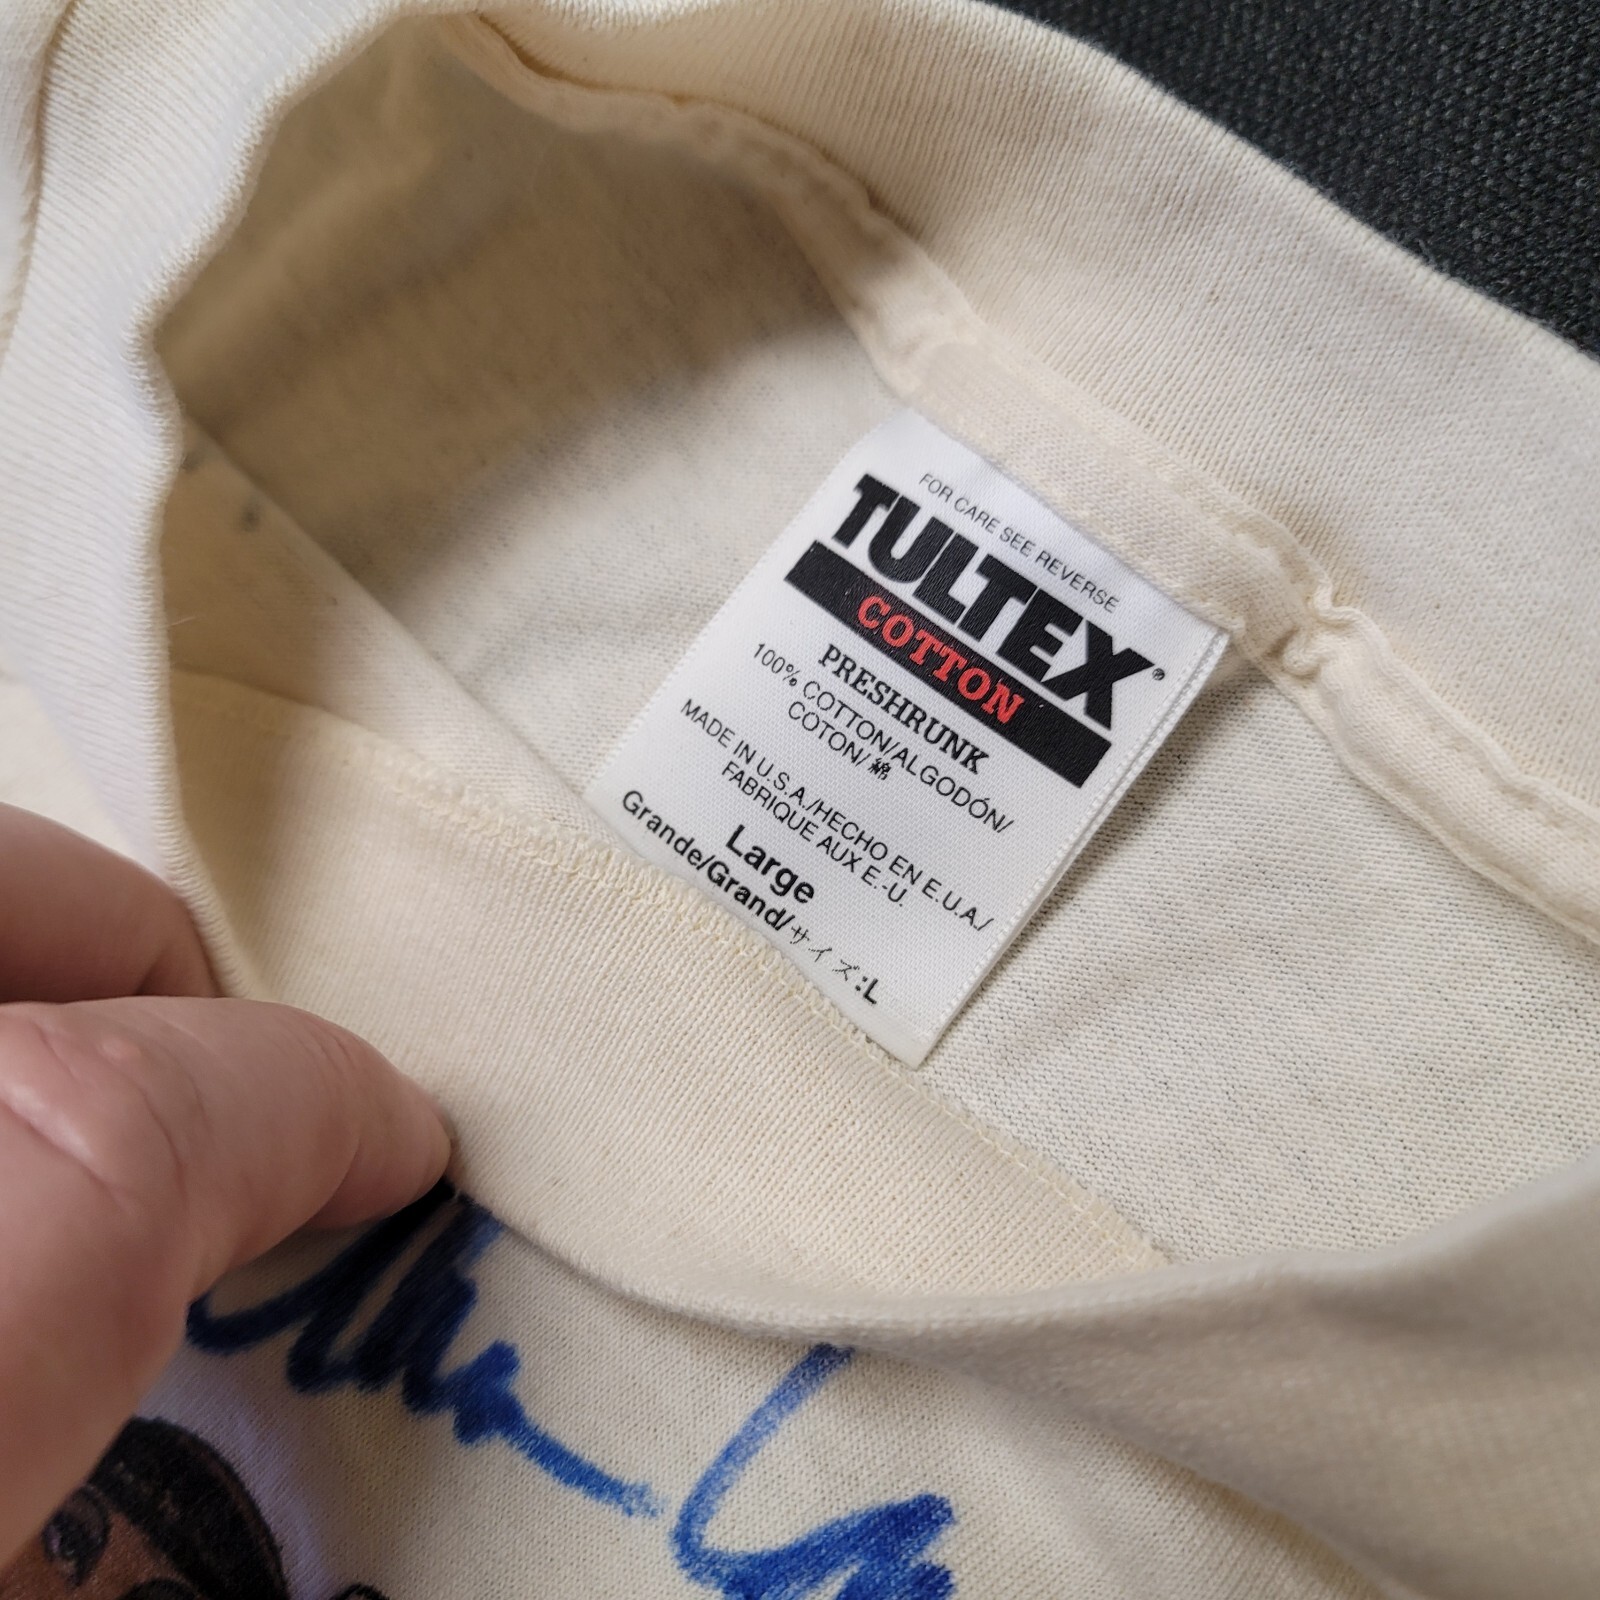 FOR CARE SEE REVERSE
TULTEX®
COTTON
PRESHRUNK
100% COTTON/ALGODÓN/
COTON/綿
MADE IN U.S.A./HECHO EN E.U.A./
FABRIQUE AUX E.-U.
Large
Grande/Grand/サイズ:L